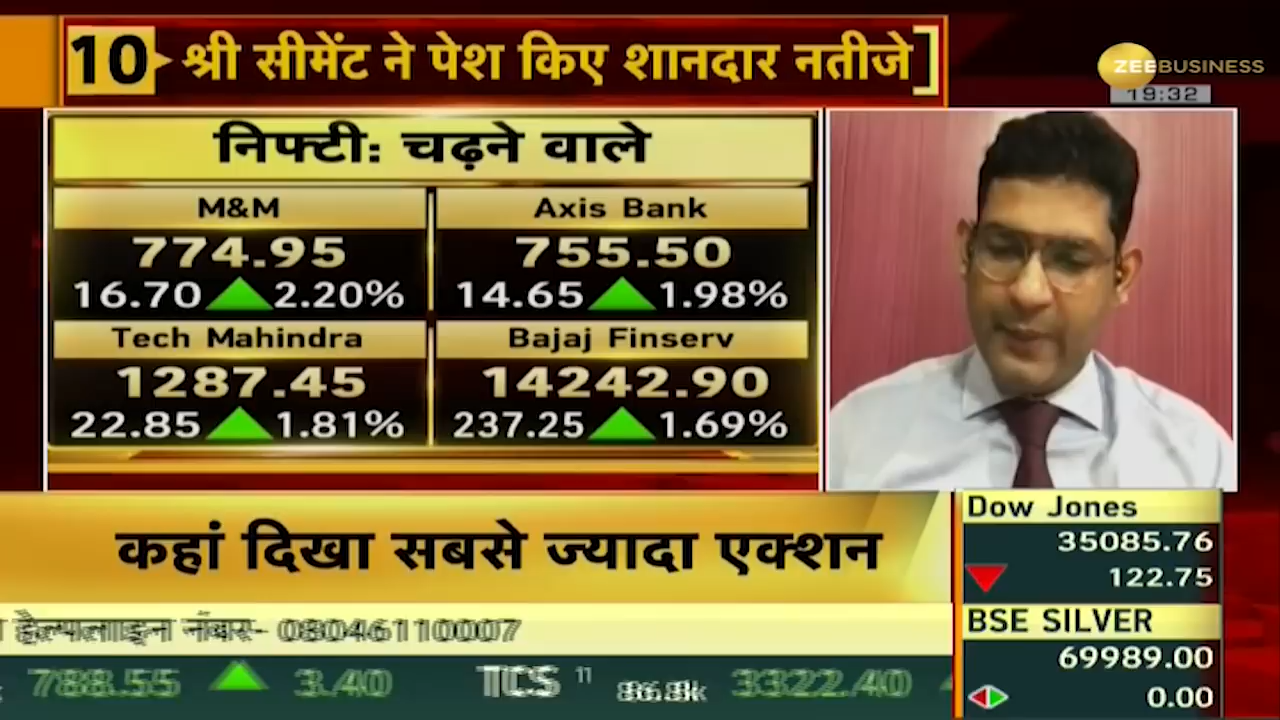 10 श्री सीमेंट ने पेश किए शानदार नतीजे
ZEEBUSINESS
19:32
निफ्टी: चढ़ने वाले
M&M
774.95
16.70 2.20%
Axis Bank
755.50
14.65 1.98%
Tech Mahindra
1287.45
22.85 1.81%
Bajaj Finserv
14242.90
237.25 1.69%
कहां दिखा सबसे ज्यादा एक्शन
Dow Jones
35085.76
122.75
BSE SILVER
69989.00
0.00
हेल्पलाइन नंबर- 08046110007
788.55 3.40 TCS 11 3322.40